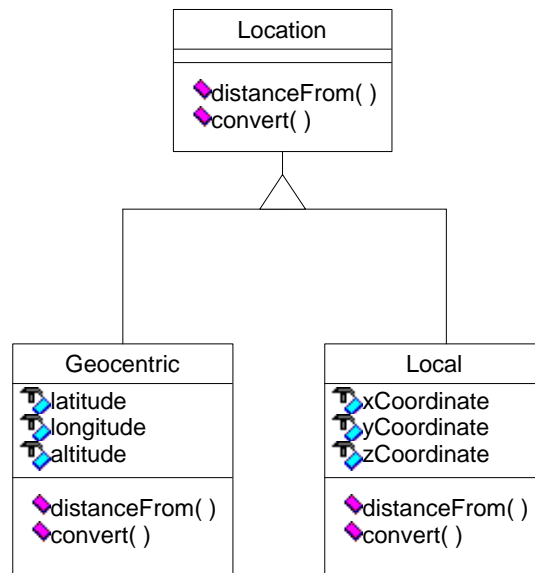 Location
distanceFrom( )
convert( )
Geocentric
latitude
longitude
altitude
distanceFrom( )
convert( )
Local
xCoordinate
yCoordinate
zCoordinate
distanceFrom( )
convert( )